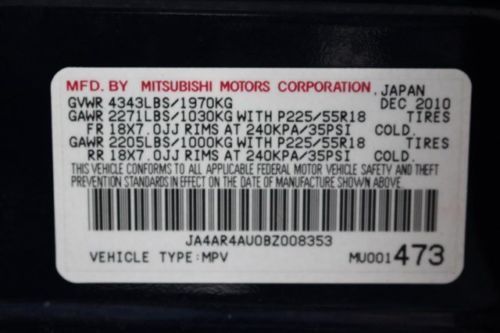 MFD. BY MITSUBISHI MOTORS CORPORATION, JAPAN
GVWR 4343LBS/1970KG DEC 2010
GAWR 2271LBS/1030KG WITH P225/55R18 TIRES
FR 18X7.0JJ RIMS AT 240KPA/35PSI COLD.
GAWR 2205LBS/1000KG WITH P225/55R18 TIRES
RR 18X7.0JJ RIMS AT 240KPA/35PSI COLD.
THIS VEHICLE CONFORMS TO ALL APPLICABLE FEDERAL MOTOR VEHICLE SAFETY AND THEFT
PREVENTION STANDARDS IN EFFECT ON THE DATE OF MANUFACTURE SHOWN ABOVE.
JA4AR4AU0BZ008353
VEHICLE TYPE:MPV MU001473